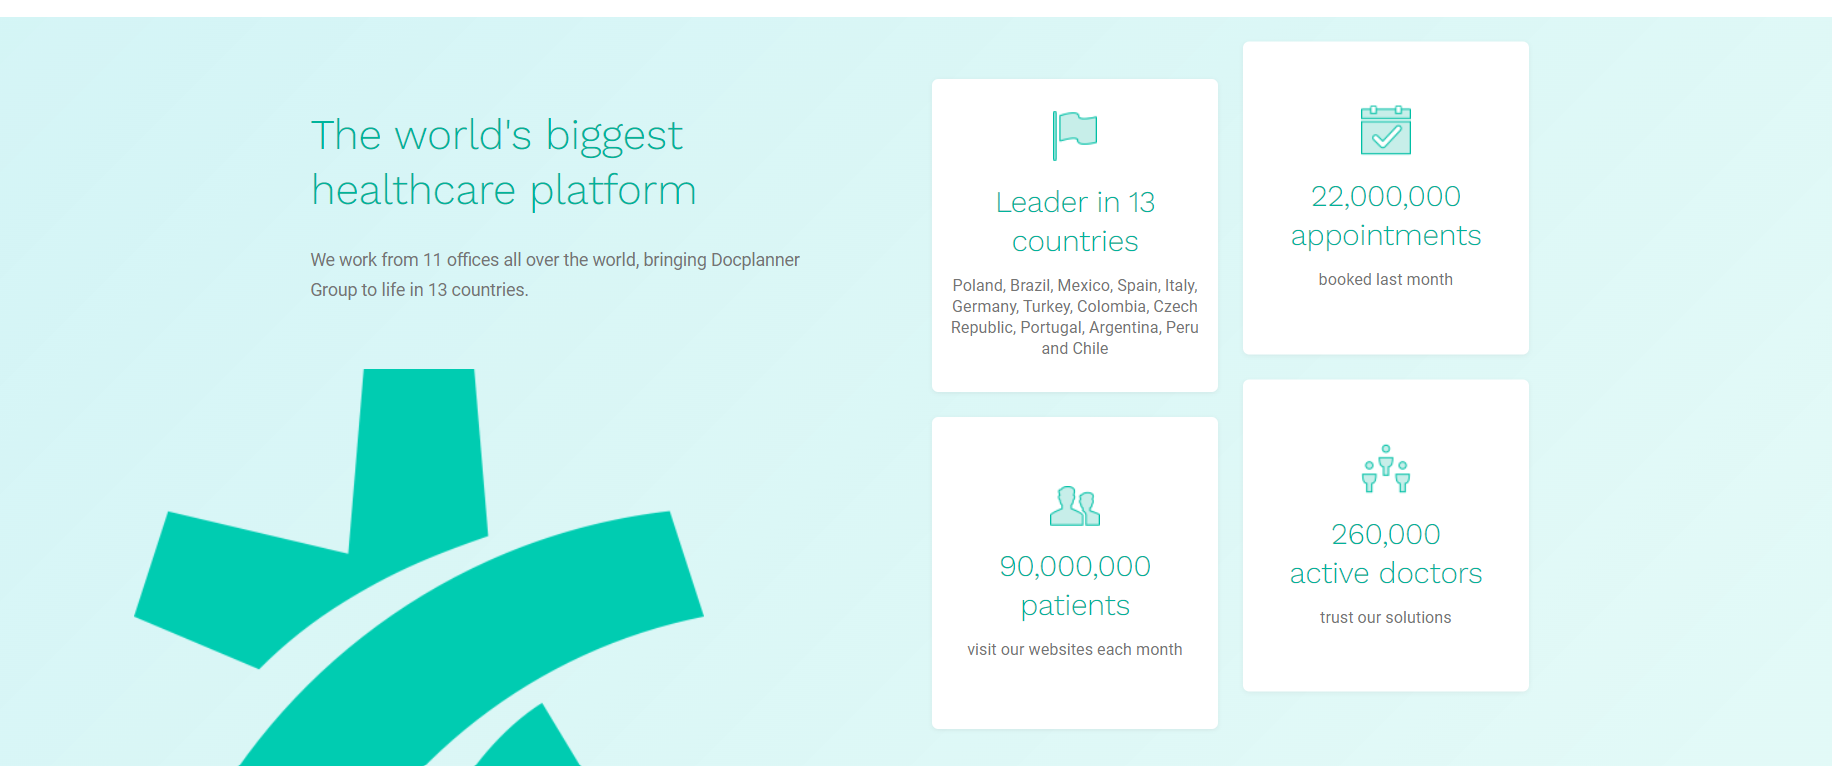 The world's biggest
healthcare platform
We work from 11 offices all over the world, bringing Docplanner
Group to life in 13 countries.
Leader in 13
countries
Poland, Brazil, Mexico, Spain, Italy,
Germany, Turkey, Colombia, Czech
Republic, Portugal, Argentina, Peru
and Chile
22,000,000
appointments
booked last month
90,000,000
patients
visit our websites each month
260,000
active doctors
trust our solutions